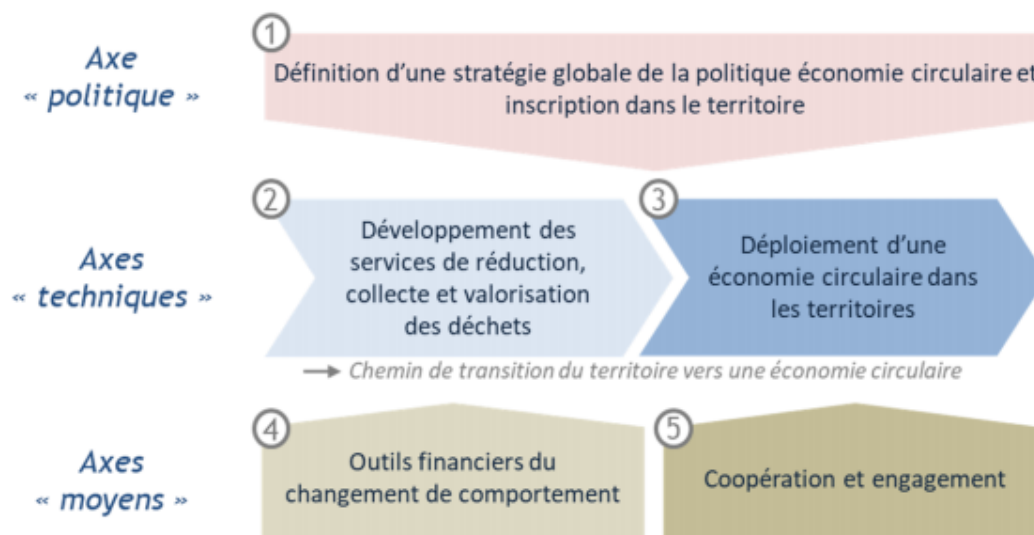 Axe
« politique »
1
Définition d'une stratégie globale de la politique économie circulaire et
inscription dans le territoire
Axes
« techniques »
2
Développement des
services de réduction,
collecte et valorisation
des déchets
3
Déploiement d'une
économie circulaire dans
les territoires
→ Chemin de transition du territoire vers une économie circulaire
Axes
« moyens »
4
Outils financiers du
changement de comportement
5
Coopération et engagement